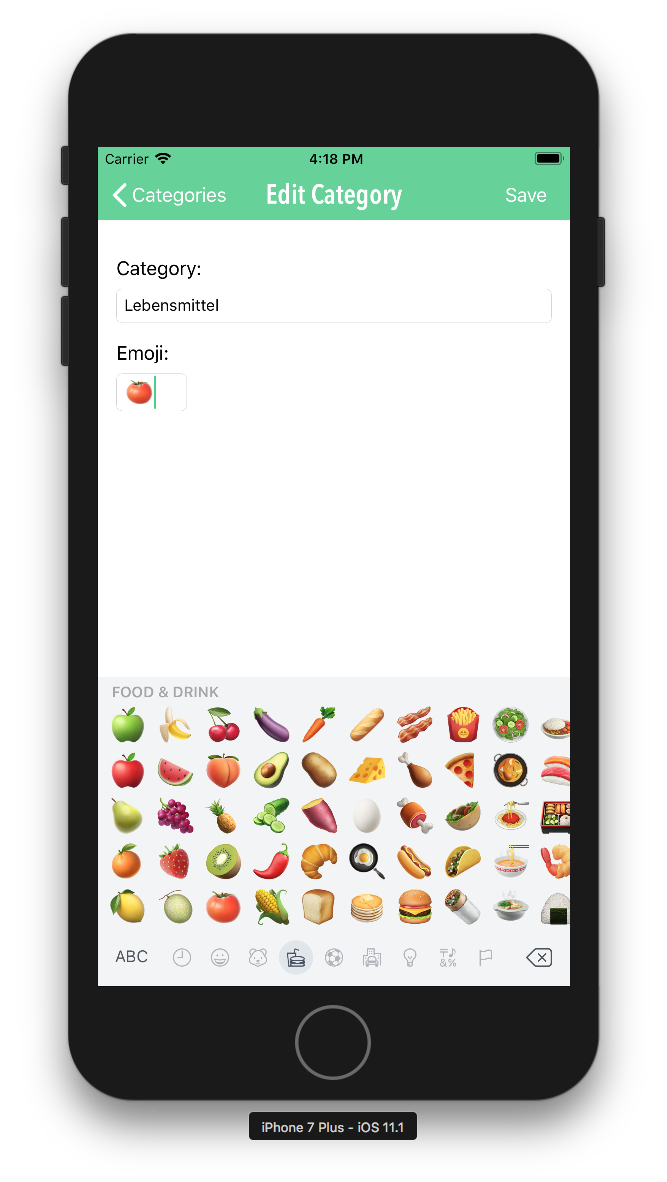 Carrier 4:18 PM
Categories Edit Category Save
Category:
Lebensmittel
Emoji:
🍅
FOOD & DRINK
ABC
iPhone 7 Plus - iOS 11.1